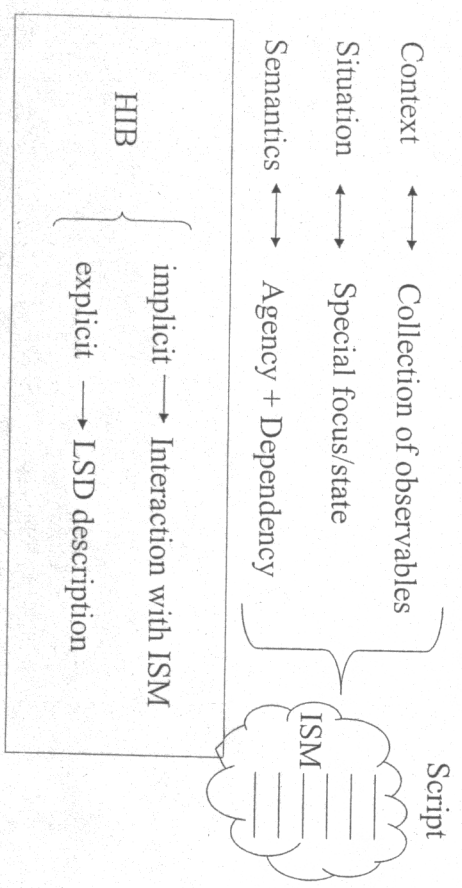 Script
Context ↔ Collection of observables
Situation ↔ Special focus/state
Semantics ↔ Agency + Dependency
ISM
HIB
implicit → Interaction with ISM
explicit → LSD description